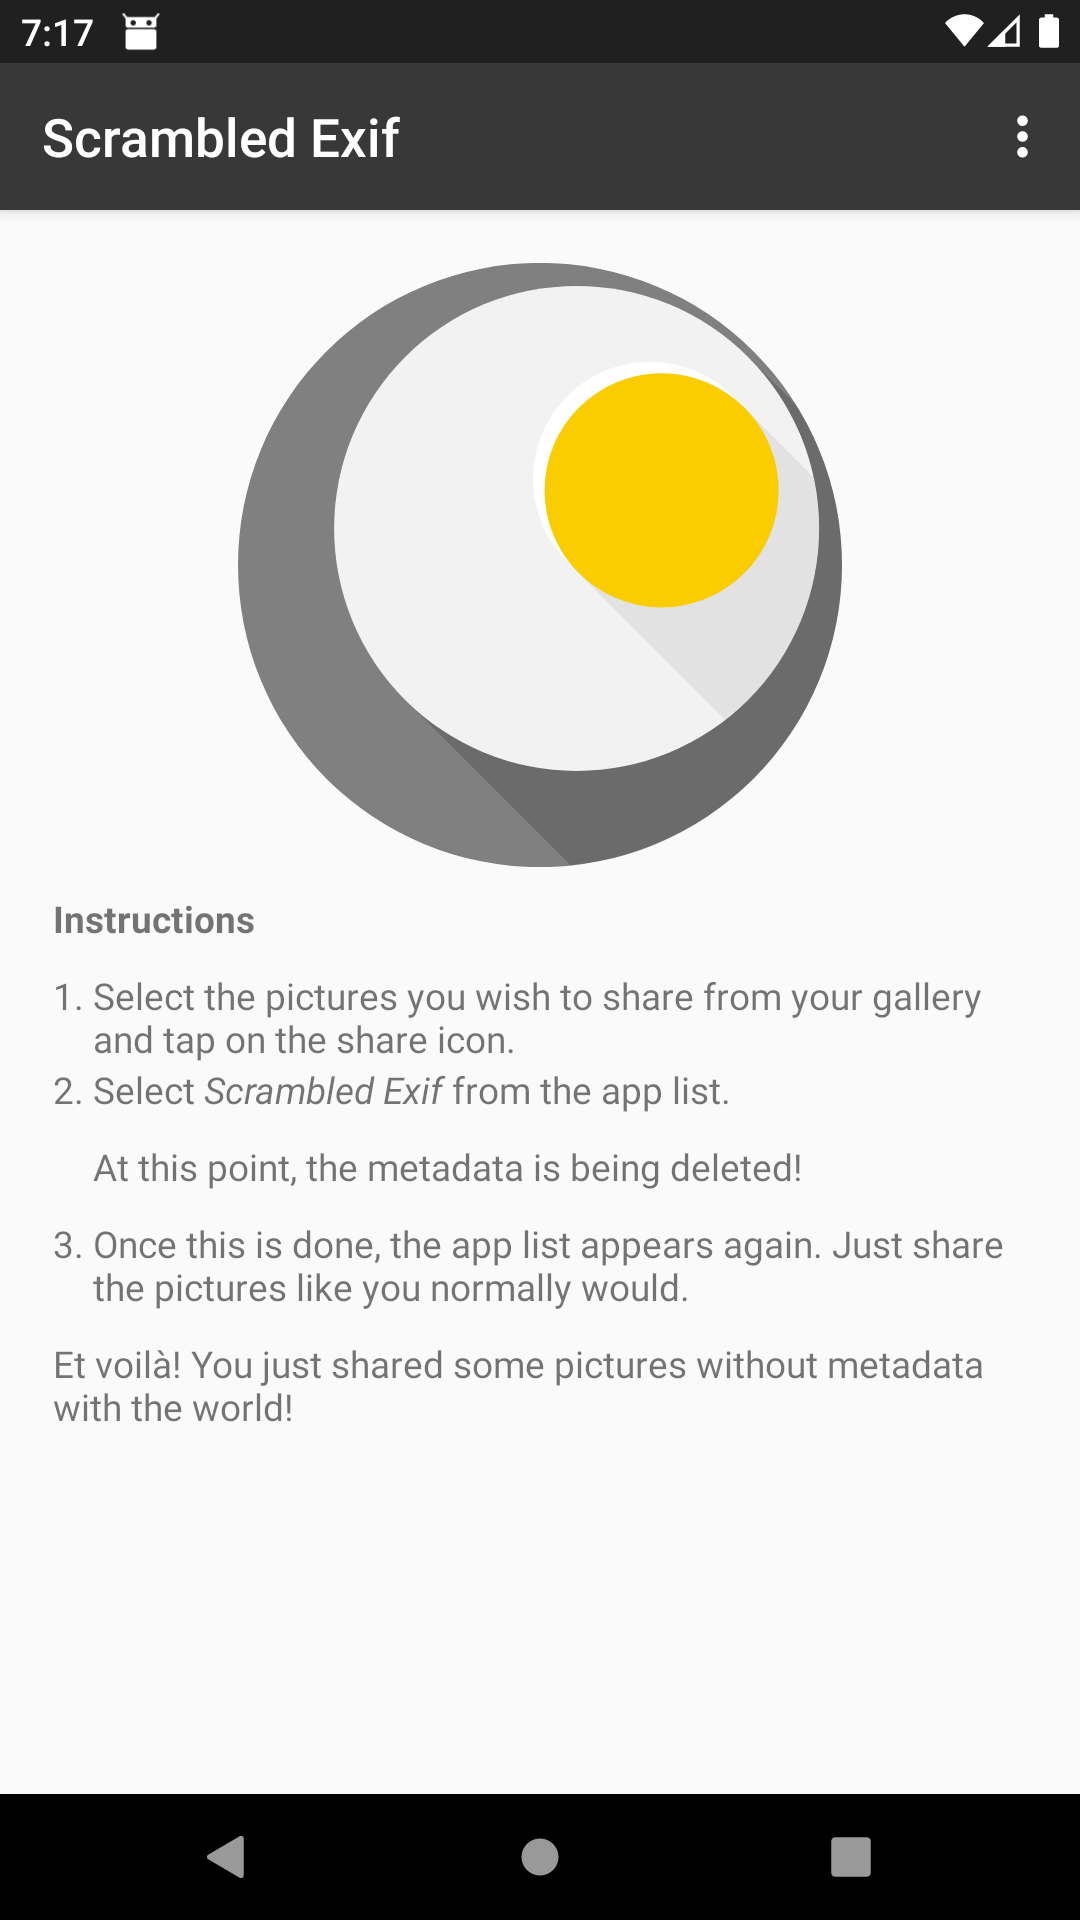 7:17
Scrambled Exif
Instructions
1. Select the pictures you wish to share from your gallery
and tap on the share icon.
2. Select Scrambled Exif from the app list.
At this point, the metadata is being deleted!
3. Once this is done, the app list appears again. Just share
the pictures like you normally would.
Et voilà! You just shared some pictures without metadata
with the world!